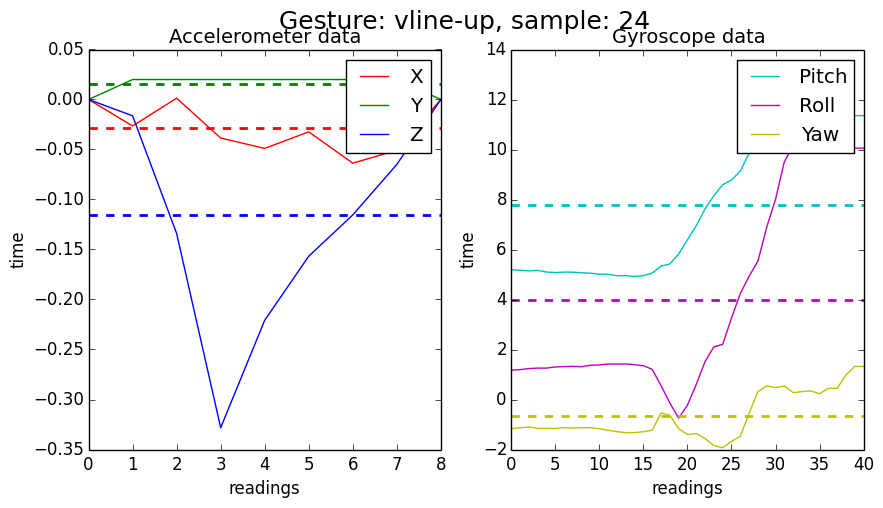 Gesture: vline-up, sample: 24
Accelerometer data
0.05
0.00
−0.05
−0.10
−0.15
−0.20
−0.25
−0.30
−0.35
time
0 1 2 3 4 5 6 7 8
readings
X
Y
Z
Gyroscope data
14
12
10
8
6
4
2
0
−2
time
0 5 10 15 20 25 30 35 40
readings
Pitch
Roll
Yaw